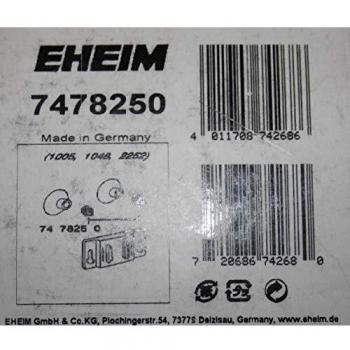 EHEIM
7478250
Made in Germany
(1005, 1048, 2252)
74 7825 0
4 011708 742686
7 20686 74268 0
EHEIM GmbH & Co.KG, Plochingerstr.54, 73779 Deizisau, Germany, www.eheim.de